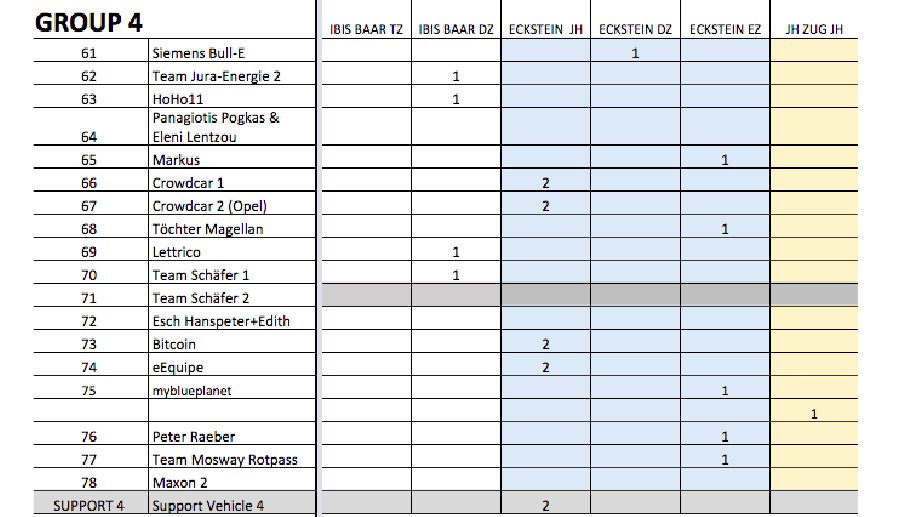 GROUP 4 IBIS BAAR TZ IBIS BAAR DZ ECKSTEIN JH ECKSTEIN DZ ECKSTEIN EZ JH ZUG JH
61 Siemens Bull-E 1
62 Team Jura-Energie 2 1
63 HoHo11 1
Panagiotis Pogkas &
64 Eleni Lentzou
65 Markus 1
66 Crowdcar 1 2
67 Crowdcar 2 (Opel) 2
68 Töchter Magellan 1
69 Lettrico 1
70 Team Schäfer 1 1
71 Team Schäfer 2
72 Esch Hanspeter+Edith
73 Bitcoin 2
74 eEquipe 2
75 myblueplanet 1
1
76 Peter Raeber 1
77 Team Mosway Rotpass 1
78 Maxon 2
SUPPORT 4 Support Vehicle 4 2